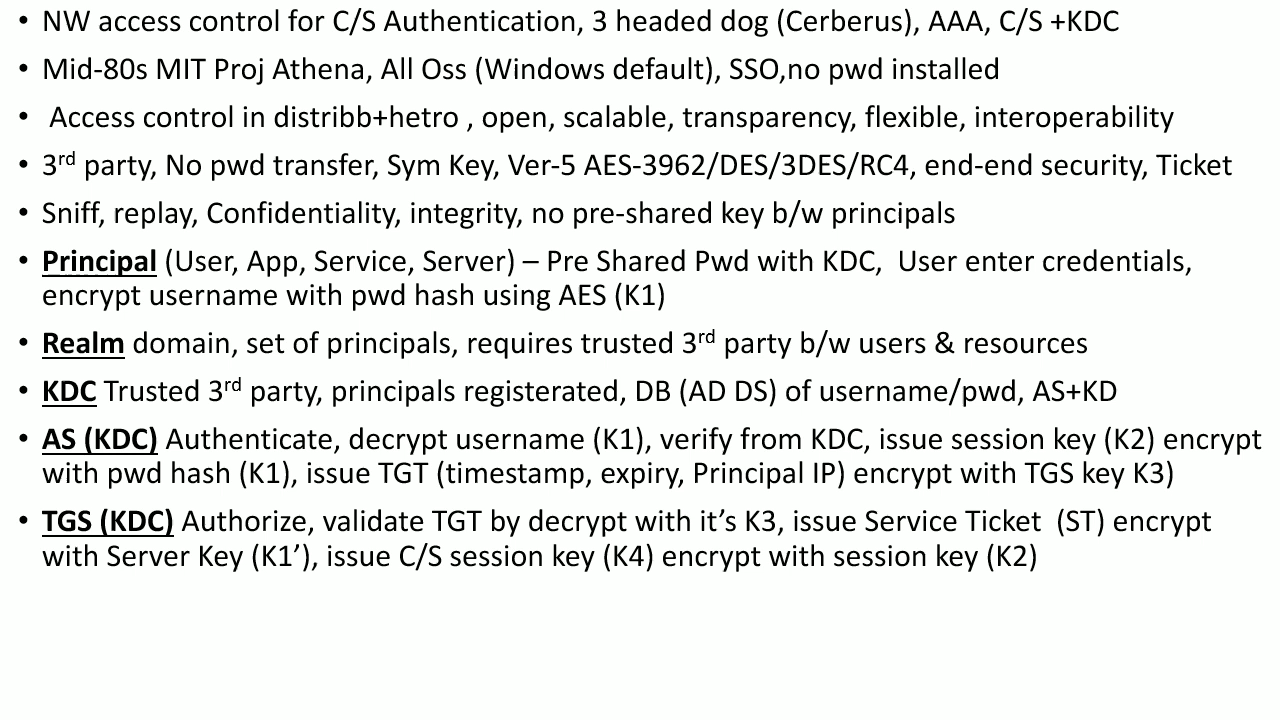 • NW access control for C/S Authentication, 3 headed dog (Cerberus), AAA, C/S +KDC
• Mid-80s MIT Proj Athena, All Oss (Windows default), SSO,no pwd installed
• Access control in distribb+hetro , open, scalable, transparency, flexible, interoperability
• 3rd party, No pwd transfer, Sym Key, Ver-5 AES-3962/DES/3DES/RC4, end-end security, Ticket
• Sniff, replay, Confidentiality, integrity, no pre-shared key b/w principals
• Principal (User, App, Service, Server) – Pre Shared Pwd with KDC,  User enter credentials,
encrypt username with pwd hash using AES (K1)
• Realm domain, set of principals, requires trusted 3rd party b/w users & resources
• KDC Trusted 3rd party, principals registerated, DB (AD DS) of username/pwd, AS+KD
• AS (KDC) Authenticate, decrypt username (K1), verify from KDC, issue session key (K2) encrypt
with pwd hash (K1), issue TGT (timestamp, expiry, Principal IP) encrypt with TGS key K3)
• TGS (KDC) Authorize, validate TGT by decrypt with it’s K3, issue Service Ticket  (ST) encrypt
with Server Key (K1’), issue C/S session key (K4) encrypt with session key (K2)